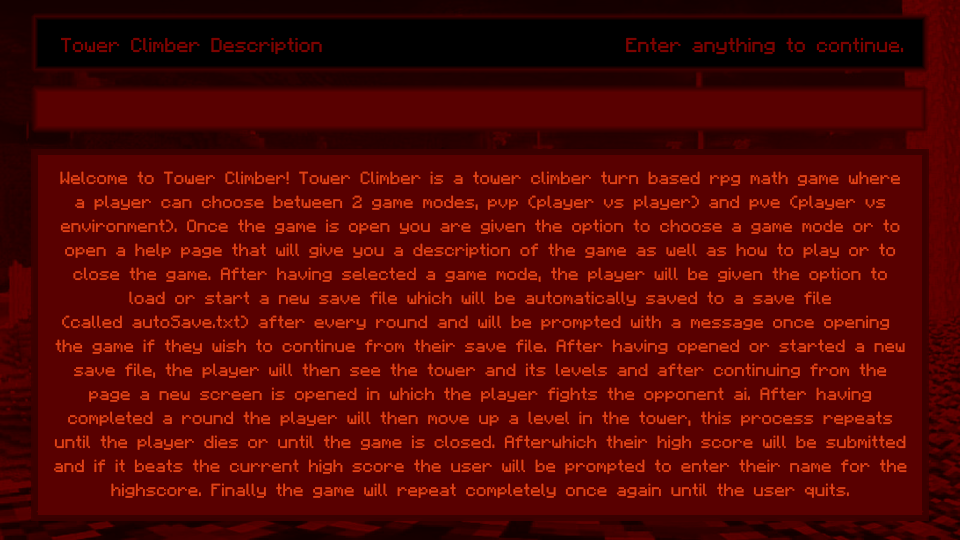 Tower Climber Description
Enter anything to continue.
Welcome to Tower Climber! Tower Climber is a tower climber turn based rpg math game where
a player can choose between 2 game modes, pvp (player vs player) and pve (player vs
environment). Once the game is open you are given the option to choose a game mode or to
open a help page that will give you a description of the game as well as how to play or to
close the game. After having selected a game mode, the player will be given the option to
load or start a new save file which will be automatically saved to a save file
(called autoSave.txt) after every round and will be prompted with a message once opening
the game if they wish to continue from their save file. After having opened or started a new
save file, the player will then see the tower and its levels and after continuing from the
page a new screen is opened in which the player fights the opponent ai. After having
completed a round the player will then move up a level in the tower, this process repeats
until the player dies or until the game is closed. Afterwhich their high score will be submitted
and if it beats the current high score the user will be prompted to enter their name for the
highscore. Finally the game will repeat completely once again until the user quits.